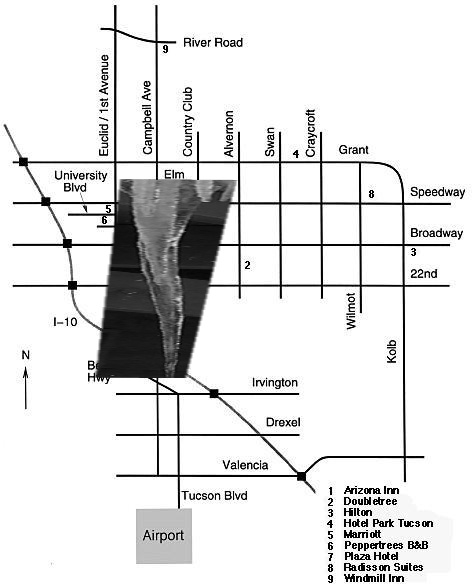 9 River Road
Euclid / 1st Avenue
Campbell Ave
Country Club
Alvernon
Swan
Craycroft
4
Grant
Elm
University
Blvd
8
Speedway
5
6
Broadway
3
2
22nd
I-10
Wilmot
Kolb
N
Hwy
Irvington
Drexel
Valencia
Tucson Blvd
Airport
1 Arizona Inn
2 Doubletree
3 Hilton
4 Hotel Park Tucson
5 Marriott
6 Peppertrees B&B
7 Plaza Hotel
8 Radisson Suites
9 Windmill Inn